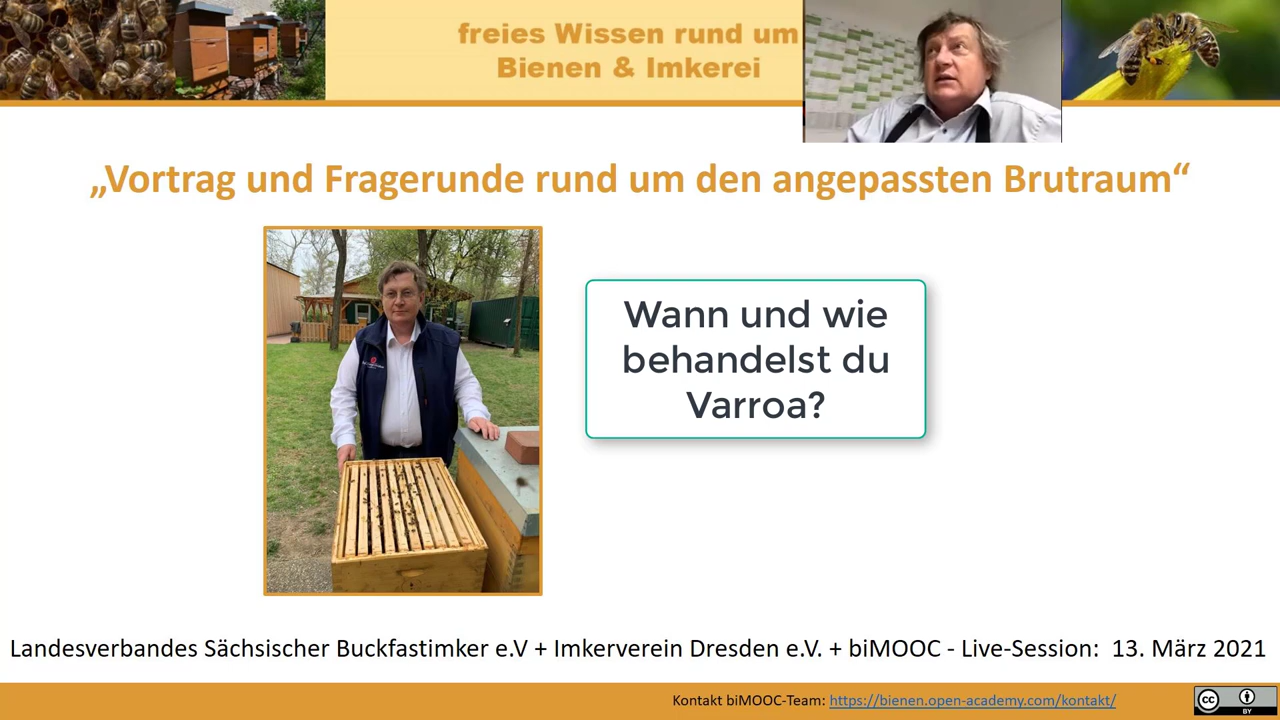 freies Wissen rund um
Bienen & Imkerei
„Vortrag und Fragerunde rund um den angepassten Brutraum“
Wann und wie
behandelst du
Varroa?
Landesverbandes Sächsischer Buckfastimker e.V + Imkerverein Dresden e.V. + biMOOC - Live-Session: 13. März 2021
Kontakt biMOOC-Team: https://bienen.open-academy.com/kontakt/
cc
BY